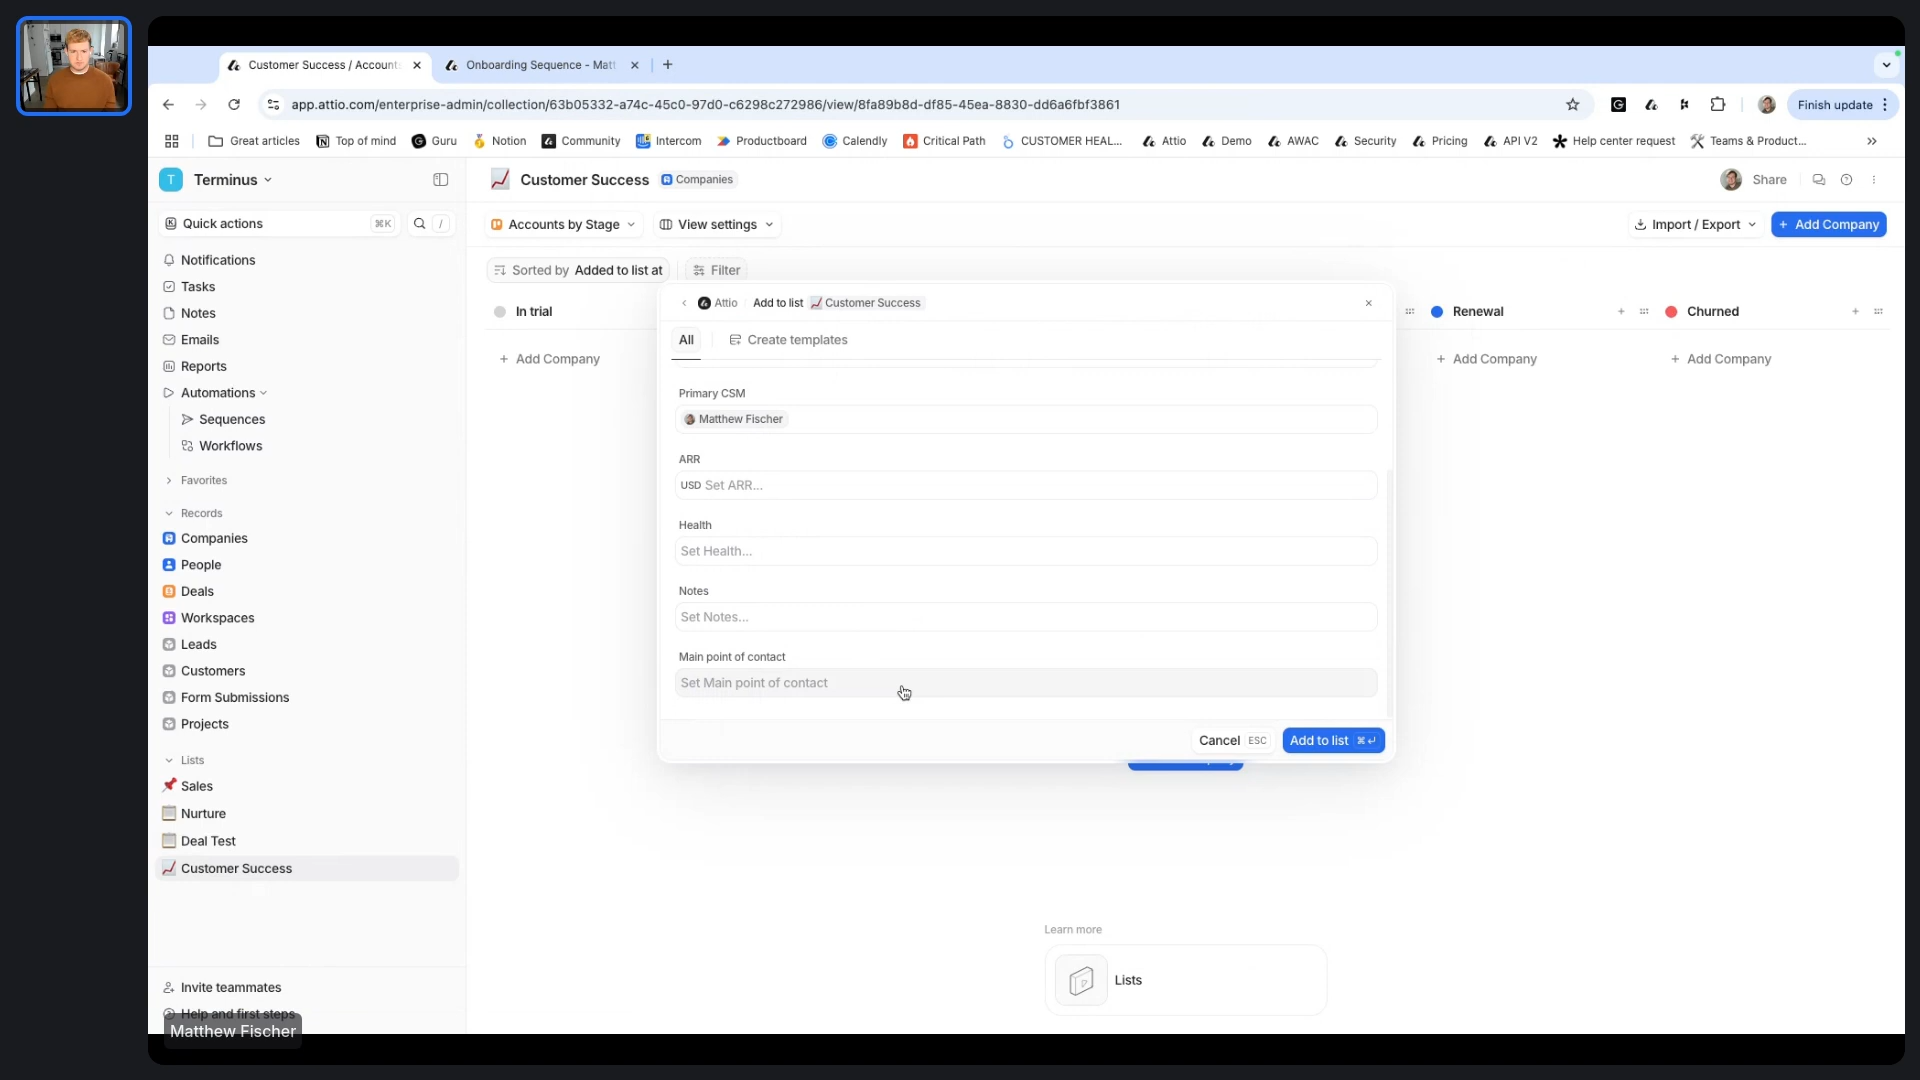 Customer Success / Account
Onboarding Sequence - Matt
app.attio.com/enterprise-admin/collection/63b05332-a74c-45c0-97d0-c6298c272986/view/8fa89b8d-df85-45ea-8830-dd6a6fbf3861
Finish update
Great articles
Top of mind
Guru
Notion
Community
Intercom
Productboard
Calendly
Critical Path
CUSTOMER HEAL...
Attio
Demo
AWAC
Security
Pricing
API V2
Help center request
Teams & Product...
T
Terminus
Customer Success
Companies
Share
Quick actions
⌘K
/
Accounts by Stage
View settings
Import / Export
+ Add Company
Notifications
Tasks
Notes
Emails
Reports
Automations
Sequences
Workflows
Favorites
Records
Companies
People
Deals
Workspaces
Leads
Customers
Form Submissions
Projects
Lists
Sales
Nurture
Deal Test
Customer Success
Invite teammates
Help and first steps
Matthew Fischer
Sorted by Added to list at
Filter
In trial
+ Add Company
Renewal
+ Add Company
Churned
+ Add Company
Attio
Add to list
Customer Success
All
Create templates
Primary CSM
Matthew Fischer
ARR
USD Set ARR...
Health
Set Health...
Notes
Set Notes...
Main point of contact
Set Main point of contact
Cancel ESC
Add to list ⌘↵
Learn more
Lists